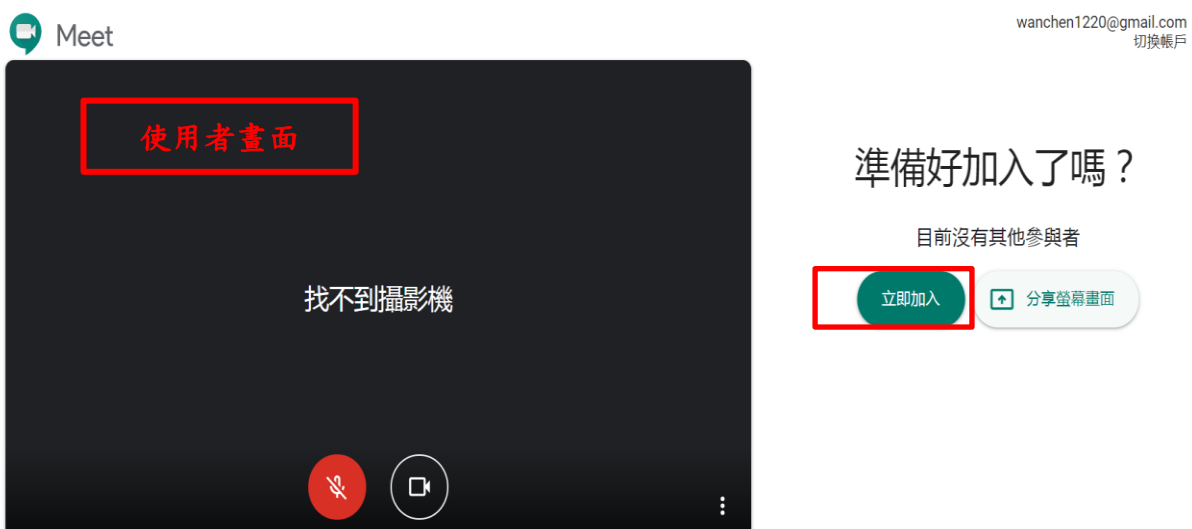 Meet
wanchen1220@gmail.com
切換帳戶
使用者畫面
找不到攝影機
準備好加入了嗎？
目前沒有其他參與者
立即加入
分享螢幕畫面